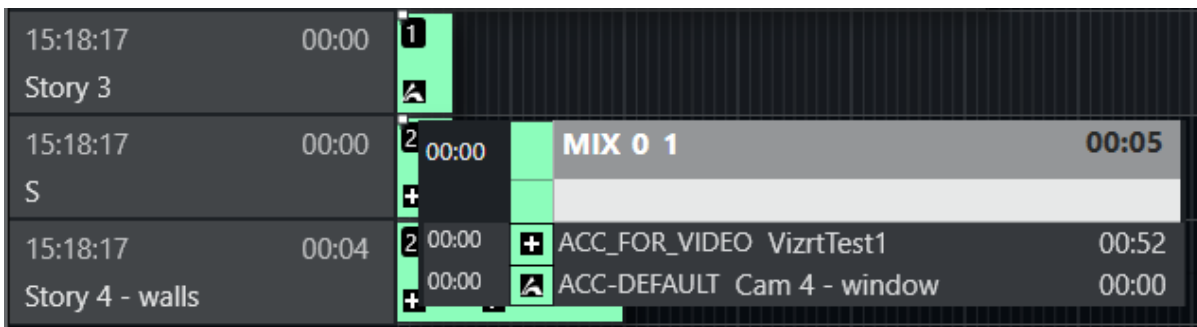 15:18:17 00:00 1
Story 3
15:18:17 00:00 2 00:00 MIX 0 1 00:05
S
15:18:17 00:04 2 00:00 ACC_FOR_VIDEO VizrtTest1 00:52
Story 4 - walls 00:00 ACC-DEFAULT Cam 4 - window 00:00